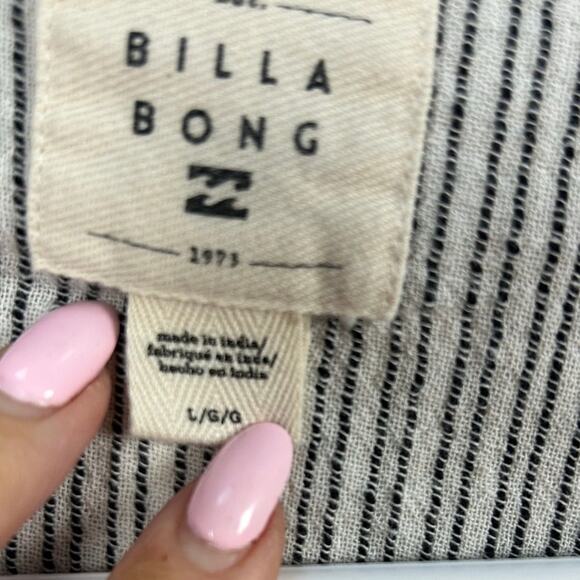 BILLA
BONG
1973
made in india/
fabriqué en inde/
hecho en india
L/G/G